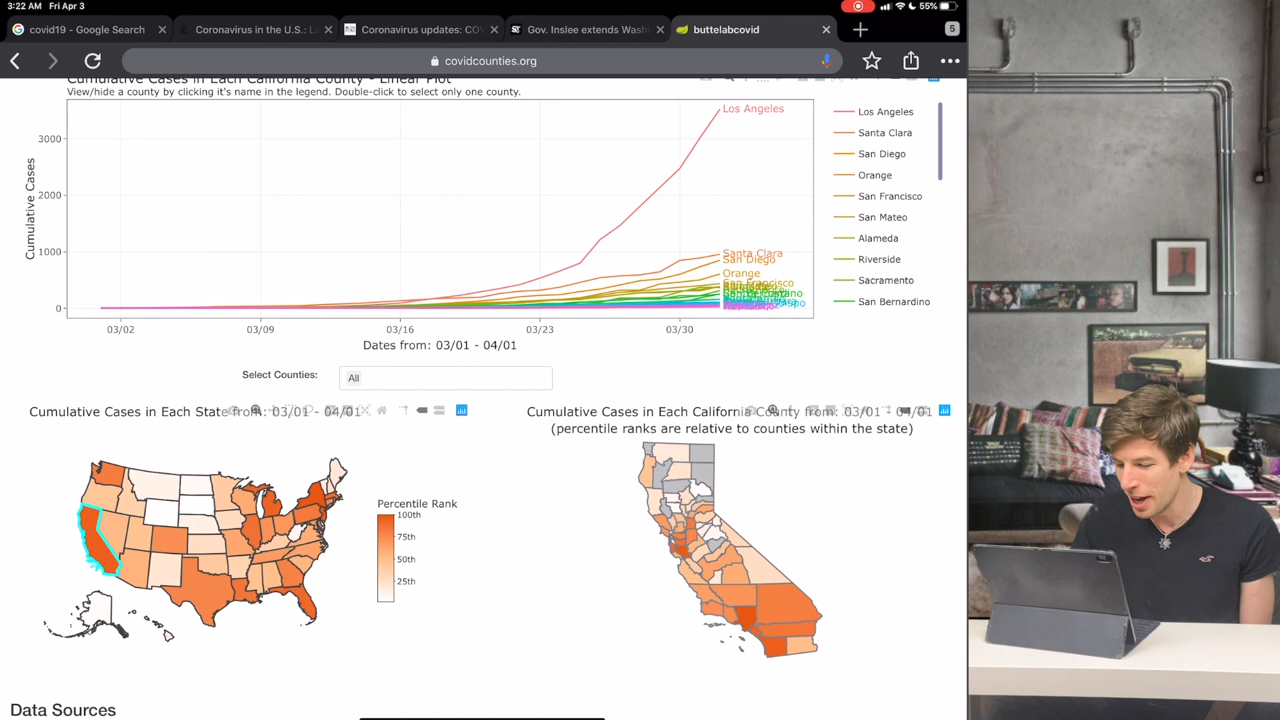 3:22 AM Fri Apr 3
55%
covid19 - Google Search
Coronavirus in the U.S.: L
Coronavirus updates: CO
Gov. Inslee extends Wash
buttelabcovid
5
covidcounties.org
Cumulative Cases in Each California County - Linear Plot
View/hide a county by clicking it's name in the legend. Double-click to select only one county.
Cumulative Cases
3000
2000
1000
0
Los Angeles
Santa Clara
San Diego
Orange
San Francisco
03/02
03/09
03/16
03/23
03/30
Dates from: 03/01 - 04/01
Los Angeles
Santa Clara
San Diego
Orange
San Francisco
San Mateo
Alameda
Riverside
Sacramento
San Bernardino
Select Counties:
All
Cumulative Cases in Each State from: 03/01 - 04/01
Percentile Rank
100th
75th
50th
25th
Cumulative Cases in Each California County from: 03/01 - 04/01
(percentile ranks are relative to counties within the state)
Data Sources